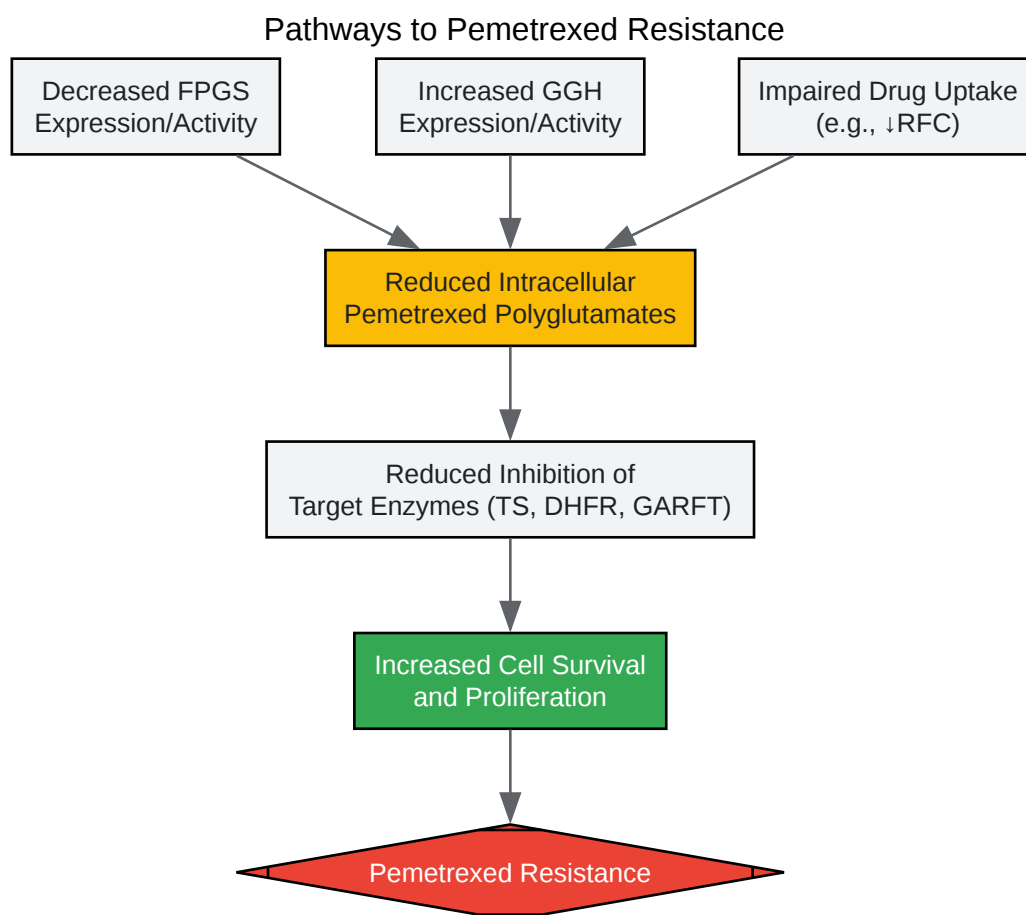 Pathways to Pemetrexed Resistance
Decreased FPGS
Expression/Activity
Increased GGH
Expression/Activity
Impaired Drug Uptake
(e.g., ↓RFC)
Reduced Intracellular
Pemetrexed Polyglutamates
Reduced Inhibition of
Target Enzymes (TS, DHFR, GARFT)
Increased Cell Survival
and Proliferation
Pemetrexed Resistance